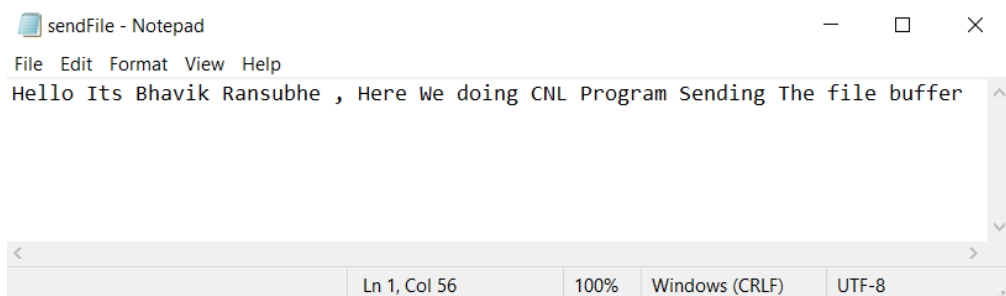 sendFile - Notepad
File Edit Format View Help
Hello Its Bhavik Ransubhe , Here We doing CNL Program Sending The file buffer
Ln 1, Col 56 100% Windows (CRLF) UTF-8